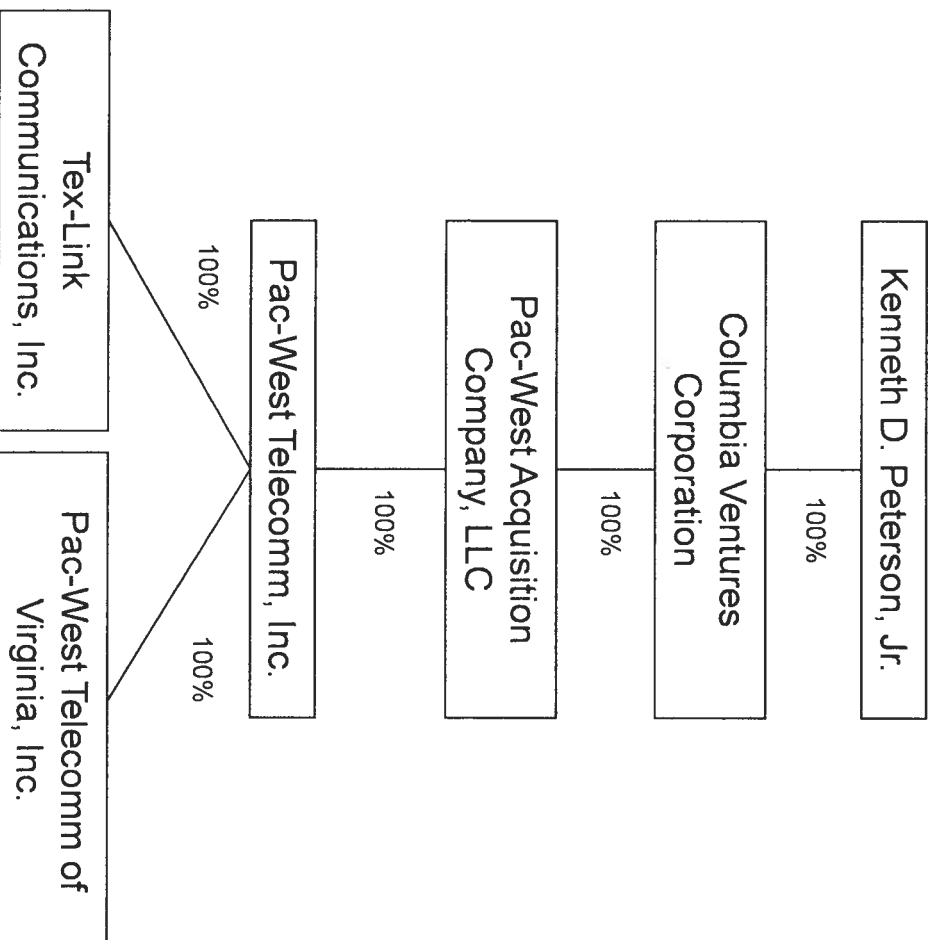 Kenneth D. Peterson, Jr.
100%
Columbia Ventures
Corporation
100%
Pac-West Acquisition
Company, LLC
100%
Pac-West Telecomm, Inc.
100%
100%
Tex-Link
Communications, Inc.
Pac-West Telecomm of
Virginia, Inc.